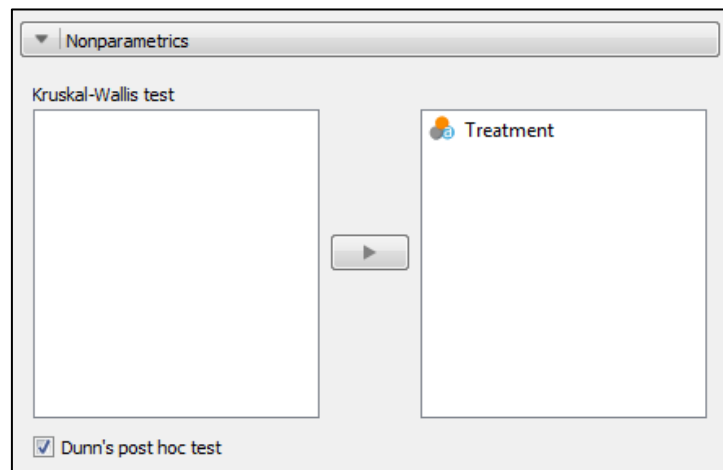 Nonparametrics
Kruskal-Wallis test
a Treatment
Dunn's post hoc test